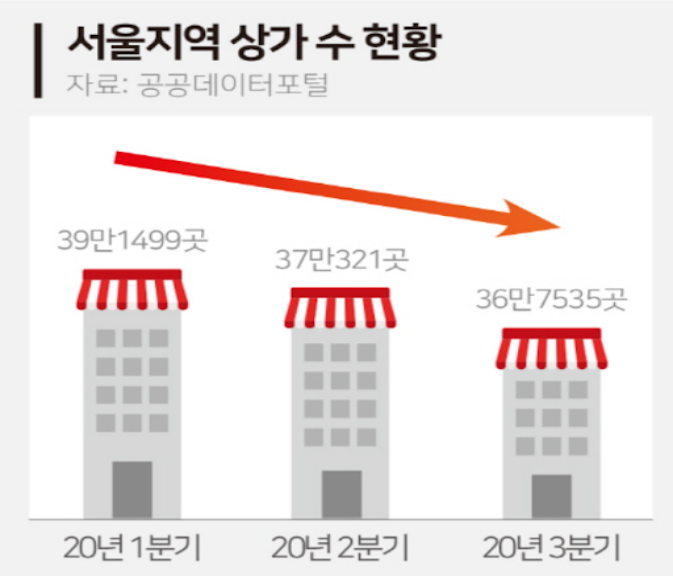 서울지역 상가 수 현황
자료: 공공데이터포털
39만1499곳
37만321곳
36만7535곳
20년 1분기
20년 2분기
20년 3분기